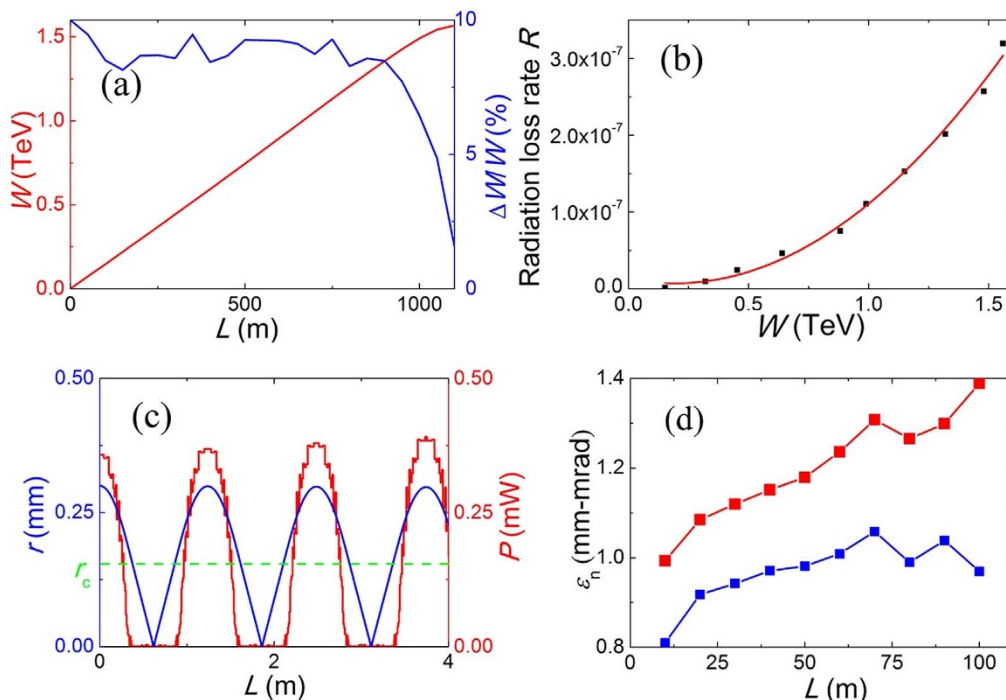 (a)
W (TeV)
1.5
1.0
0.5
0.0
0
500
1000
L (m)
10
5
0
ΔW/W (%)
(b)
Radiation loss rate R
3.0x10⁻⁷
2.0x10⁻⁷
1.0x10⁻⁷
0.0
0.0
0.5
1.0
1.5
W (TeV)
(c)
r (mm)
0.50
0.25
0.00
r_c
0
2
4
L (m)
0.50
0.25
0.00
P (mW)
(d)
εₙ (mm-mrad)
1.4
1.2
1.0
0.8
0
25
50
75
100
L (m)